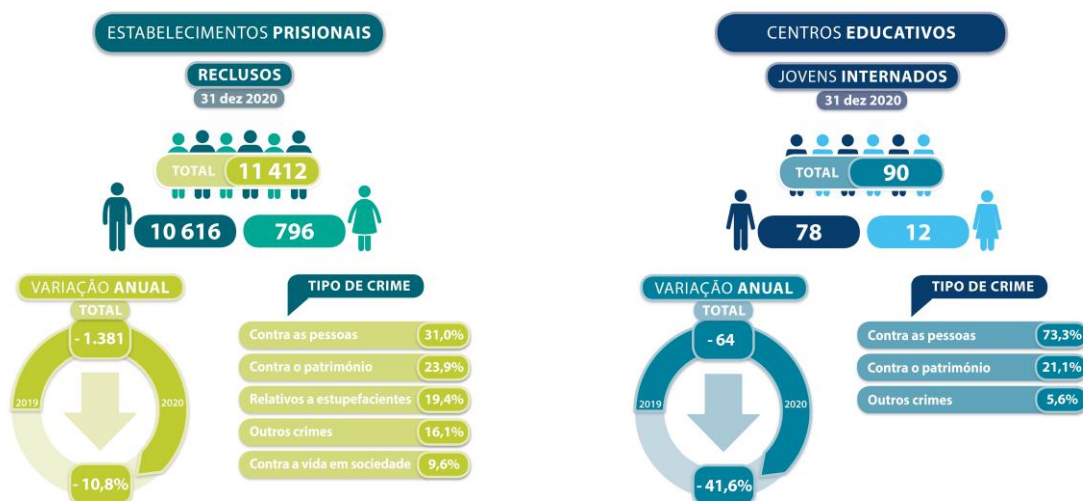 ESTABELECIMENTOS PRISIONAIS
RECLUSOS
31 dez 2020
TOTAL 11 412
10 616 796
VARIAÇÃO ANUAL
TOTAL
- 1.381
2019 2020
- 10,8%
TIPO DE CRIME
Contra as pessoas 31,0%
Contra o património 23,9%
Relativos a estupefacientes 19,4%
Outros crimes 16,1%
Contra a vida em sociedade 9,6%
CENTROS EDUCATIVOS
JOVENS INTERNADOS
31 dez 2020
TOTAL 90
78 12
VARIAÇÃO ANUAL
TOTAL
- 64
2019 2020
- 41,6%
TIPO DE CRIME
Contra as pessoas 73,3%
Contra o património 21,1%
Outros crimes 5,6%